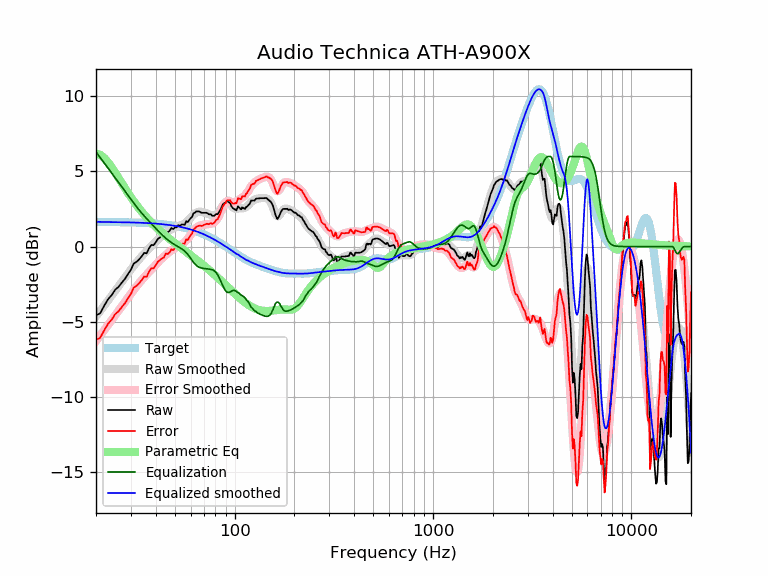 Audio Technica ATH-A900X
Amplitude (dBr)
10
5
0
−5
−10
−15
Target
Raw Smoothed
Error Smoothed
Raw
Error
Parametric Eq
Equalization
Equalized smoothed
100
1000
10000
Frequency (Hz)